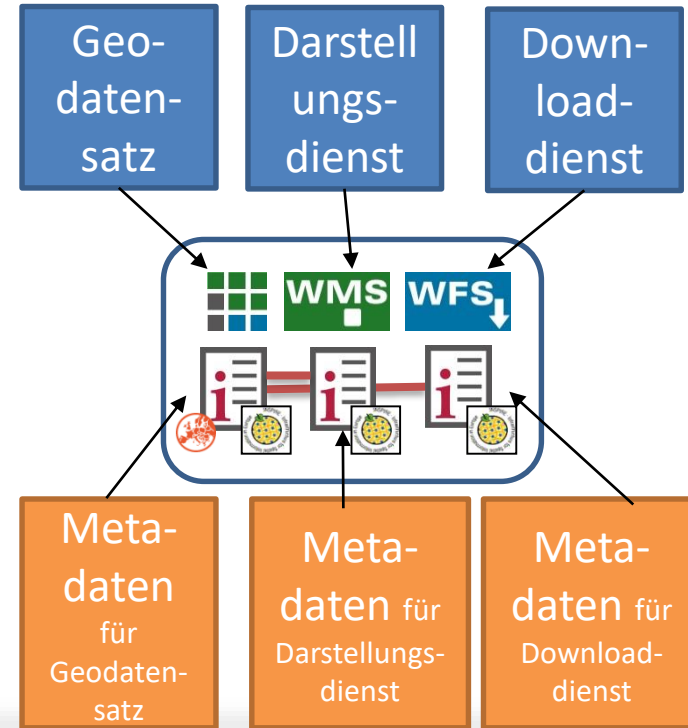 Geo-
daten-
satz
Darstell
ungs-
dienst
Down-
load-
dienst
WMS
WFS
i
i
i
Meta-
daten
für
Geodaten-
satz
Meta-
daten für
Darstellungs-
dienst
Meta-
daten für
Download-
dienst